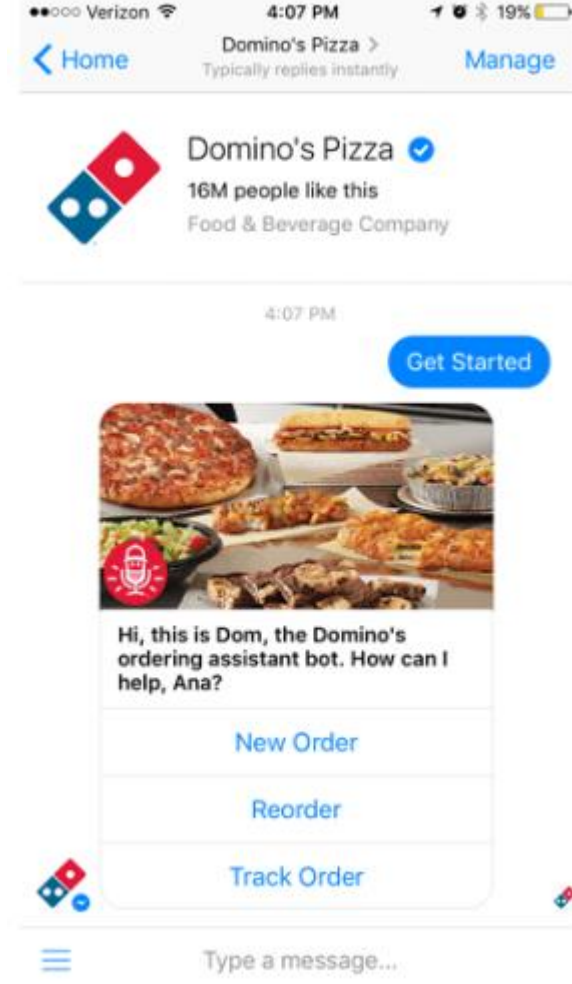 Verizon 4:07 PM 19%
Home Domino's Pizza > Manage
Typically replies instantly
Domino's Pizza
16M people like this
Food & Beverage Company
4:07 PM
Get Started
Hi, this is Dom, the Domino's
ordering assistant bot. How can I
help, Ana?
New Order
Reorder
Track Order
Type a message...